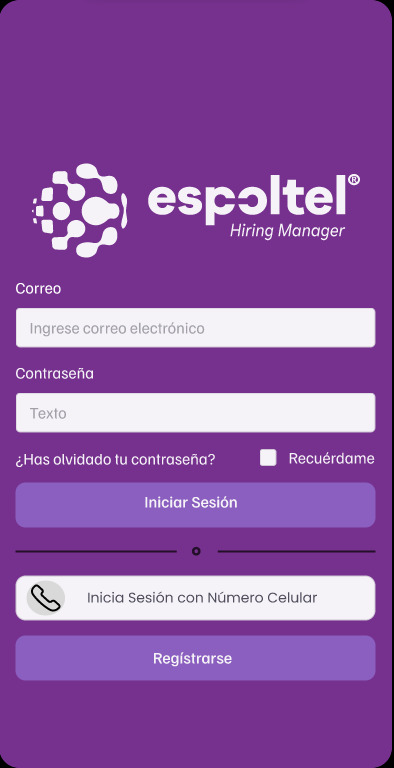 espoltel®
Hiring Manager
Correo
Ingrese correo electrónico
Contraseña
Texto
¿Has olvidado tu contraseña?
Recuérdame
Iniciar Sesión
o
Inicia Sesión con Número Celular
Regístrarse